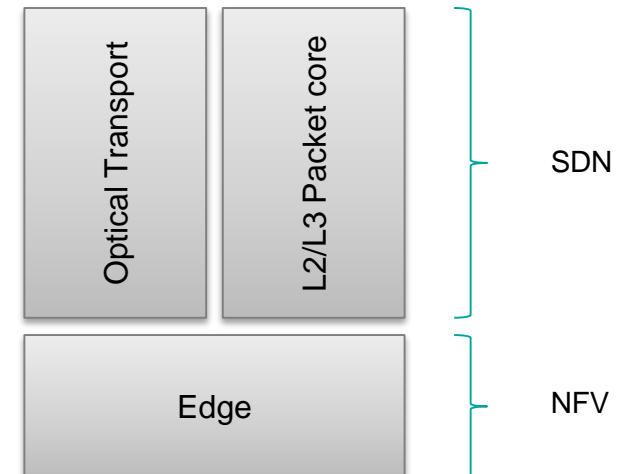 Optical Transport
L2/L3 Packet core
SDN
Edge
NFV